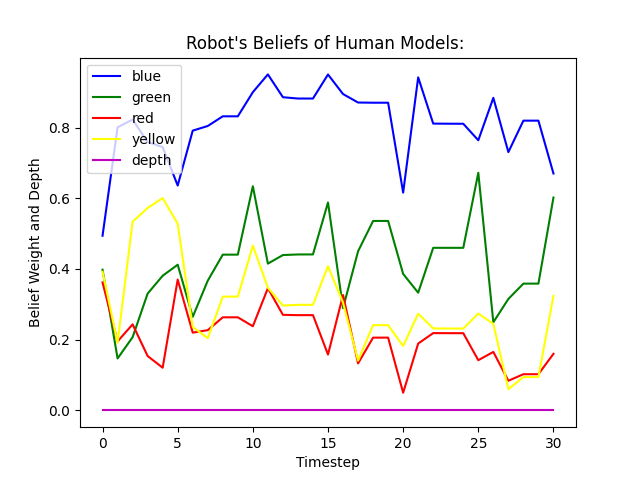 Robot's Beliefs of Human Models:
blue
green
red
yellow
depth
Belief Weight and Depth
0.8
0.6
0.4
0.2
0.0
0 5 10 15 20 25 30
Timestep